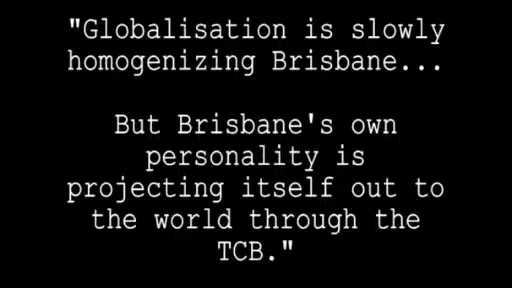 "Globalisation is slowly
homogenizing Brisbane...
But Brisbane's own
personality is
projecting itself out to
the world through the
TCB."